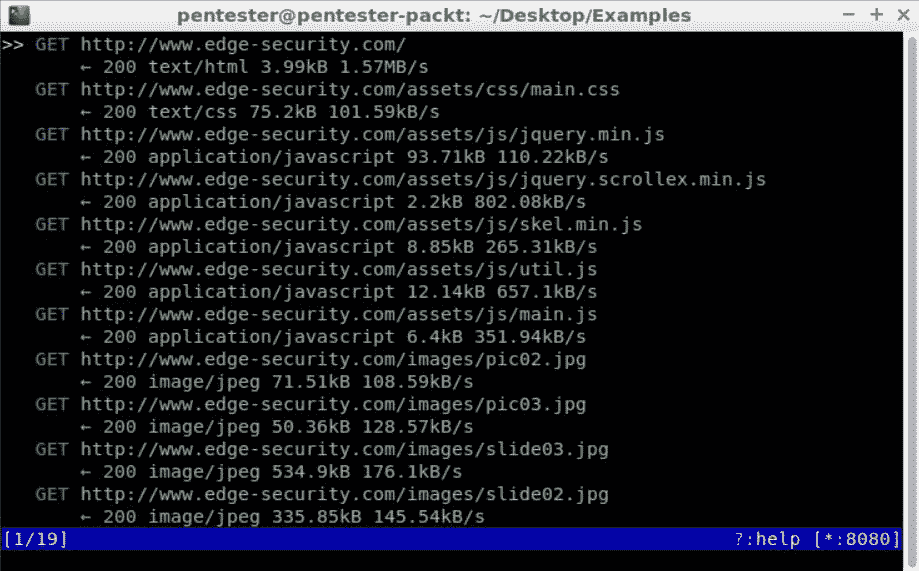 pentester@pentester-packt: ~/Desktop/Examples
>> GET http://www.edge-security.com/
← 200 text/html 3.99kB 1.57MB/s
GET http://www.edge-security.com/assets/css/main.css
← 200 text/css 75.2kB 101.59kB/s
GET http://www.edge-security.com/assets/js/jquery.min.js
← 200 application/javascript 93.71kB 110.22kB/s
GET http://www.edge-security.com/assets/js/jquery.scrollex.min.js
← 200 application/javascript 2.2kB 802.08kB/s
GET http://www.edge-security.com/assets/js/skel.min.js
← 200 application/javascript 8.85kB 265.31kB/s
GET http://www.edge-security.com/assets/js/util.js
← 200 application/javascript 12.14kB 657.1kB/s
GET http://www.edge-security.com/assets/js/main.js
← 200 application/javascript 6.4kB 351.94kB/s
GET http://www.edge-security.com/images/pic02.jpg
← 200 image/jpeg 71.51kB 108.59kB/s
GET http://www.edge-security.com/images/pic03.jpg
← 200 image/jpeg 50.36kB 128.57kB/s
GET http://www.edge-security.com/images/slide03.jpg
← 200 image/jpeg 534.9kB 176.1kB/s
GET http://www.edge-security.com/images/slide02.jpg
← 200 image/jpeg 335.85kB 145.54kB/s
[1/19] ?:help [*:8080]